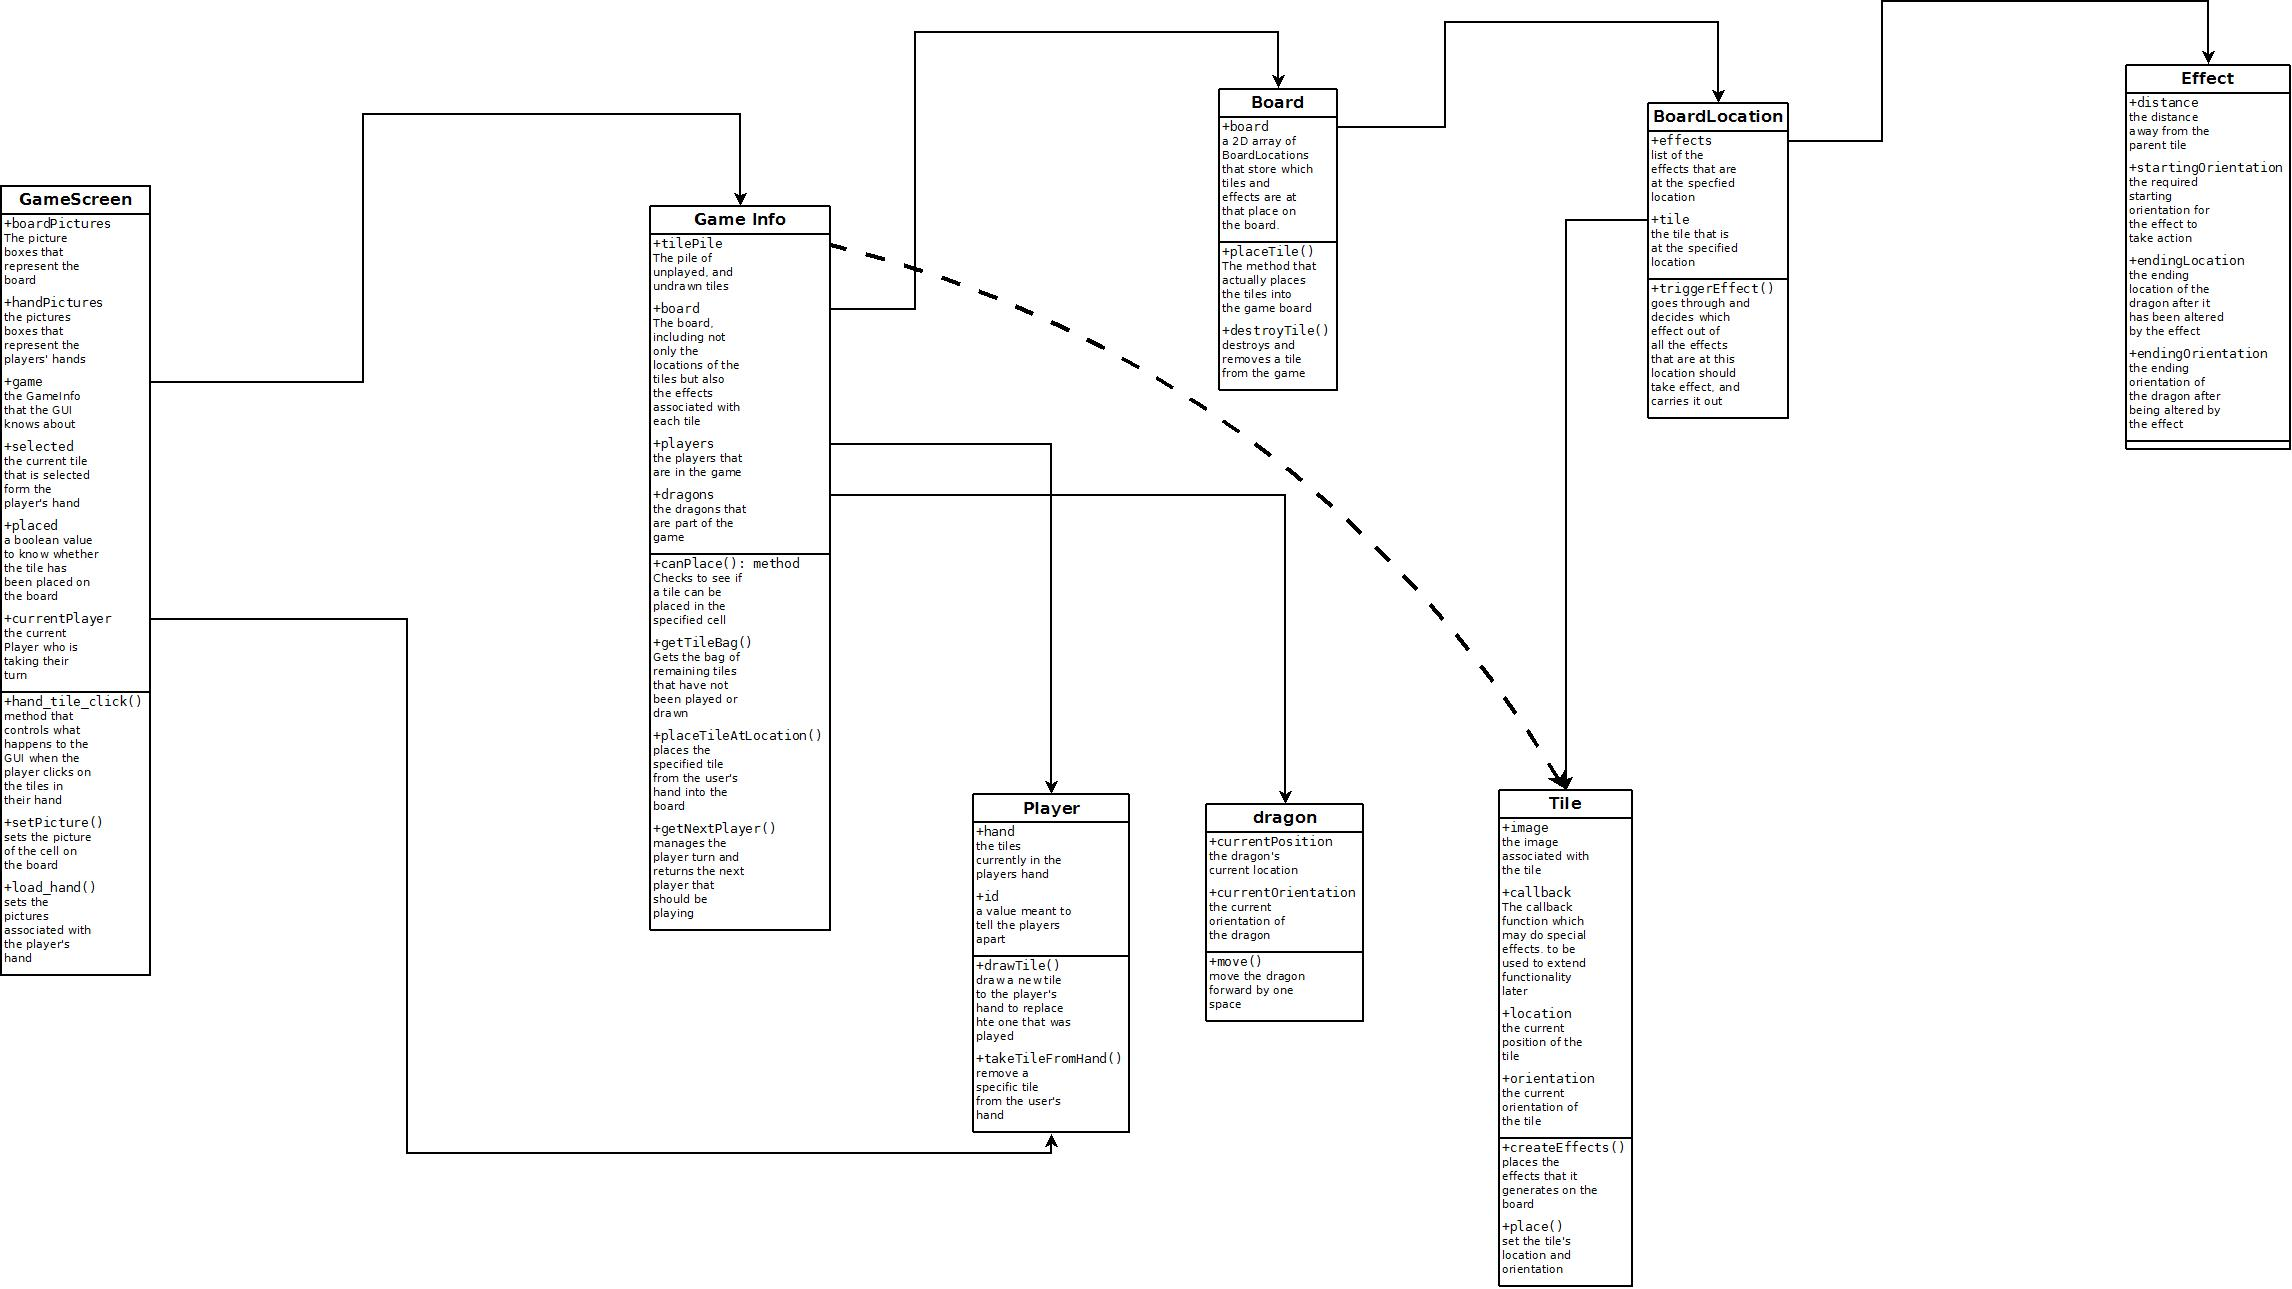 GameScreen
+boardPictures
The picture
boxes that
represent the
board
+handPictures
the pictures
boxes that
represent the
players' hands
+game
the GameInfo
that the GUI
knows about
+selected
the current tile
that is selected
form the
player's hand
+placed
a boolean value
to know whether
the tile has
been placed on
the board
+currentPlayer
the current
Player who is
taking their
turn
+hand_tile_click()
method that
controls what
happens to the
GUI when the
player clicks on
the tiles in
their hand
+setPicture()
sets the picture
of the cell on
the board
+load_hand()
sets the
pictures
associated with
the player's
hand
Game Info
+tilePile
The pile of
unplayed, and
undrawn tiles
+board
The board,
including not
only the
locations of the
tiles but also
the effects
associated with
each tile
+players
the players that
are in the game
+dragons
the dragons that
are part of the
game
+canPlace(): method
Checks to see if
a tile can be
placed in the
specified cell
+getTileBag()
Gets the bag of
remaining tiles
that have not
been played or
drawn
+placeTileAtLocation()
places the
specified tile
from the user's
hand into the
board
+getNextPlayer()
manages the
player turn and
returns the next
player that
should be
playing
Board
+board
a 2D array of
BoardLocations
that store which
tiles and
effects are at
that place on
the board.
+placeTile()
The method that
actually places
the tiles into
the game board
+destroyTile()
destroys and
removes a tile
from the game
BoardLocation
+effects
list of the
effects that are
at the specfied
location
+tile
the tile that is
at the specified
location
+triggerEffect()
goes through and
decides which
effect out of
all the effects
that are at this
location should
take effect, and
carries it out
Effect
+distance
the distance
away from the
parent tile
+startingOrientation
the required
starting
orientation for
the effect to
take action
+endingLocation
the ending
location of the
dragon after it
has been altered
by the effect
+endingOrientation
the ending
orientation of
the dragon after
being altered by
the effect
Player
+hand
the tiles
currently in the
players hand
+id
a value meant to
tell the players
apart
+drawTile()
draw a new tile
to the player's
hand to replace
hte one that was
played
+takeTileFromHand()
remove a
specific tile
from the user's
hand
dragon
+currentPosition
the dragon's
current location
+currentOrientation
the current
orientation of
the dragon
+move()
move the dragon
forward by one
space
Tile
+image
the image
associated with
the tile
+callback
The callback
function which
may do special
effects. to be
used to extend
functionality
later
+location
the current
position of the
tile
+orientation
the current
orientation of
the tile
+createEffects()
places the
effects that it
generates on the
board
+place()
set the tile's
location and
orientation